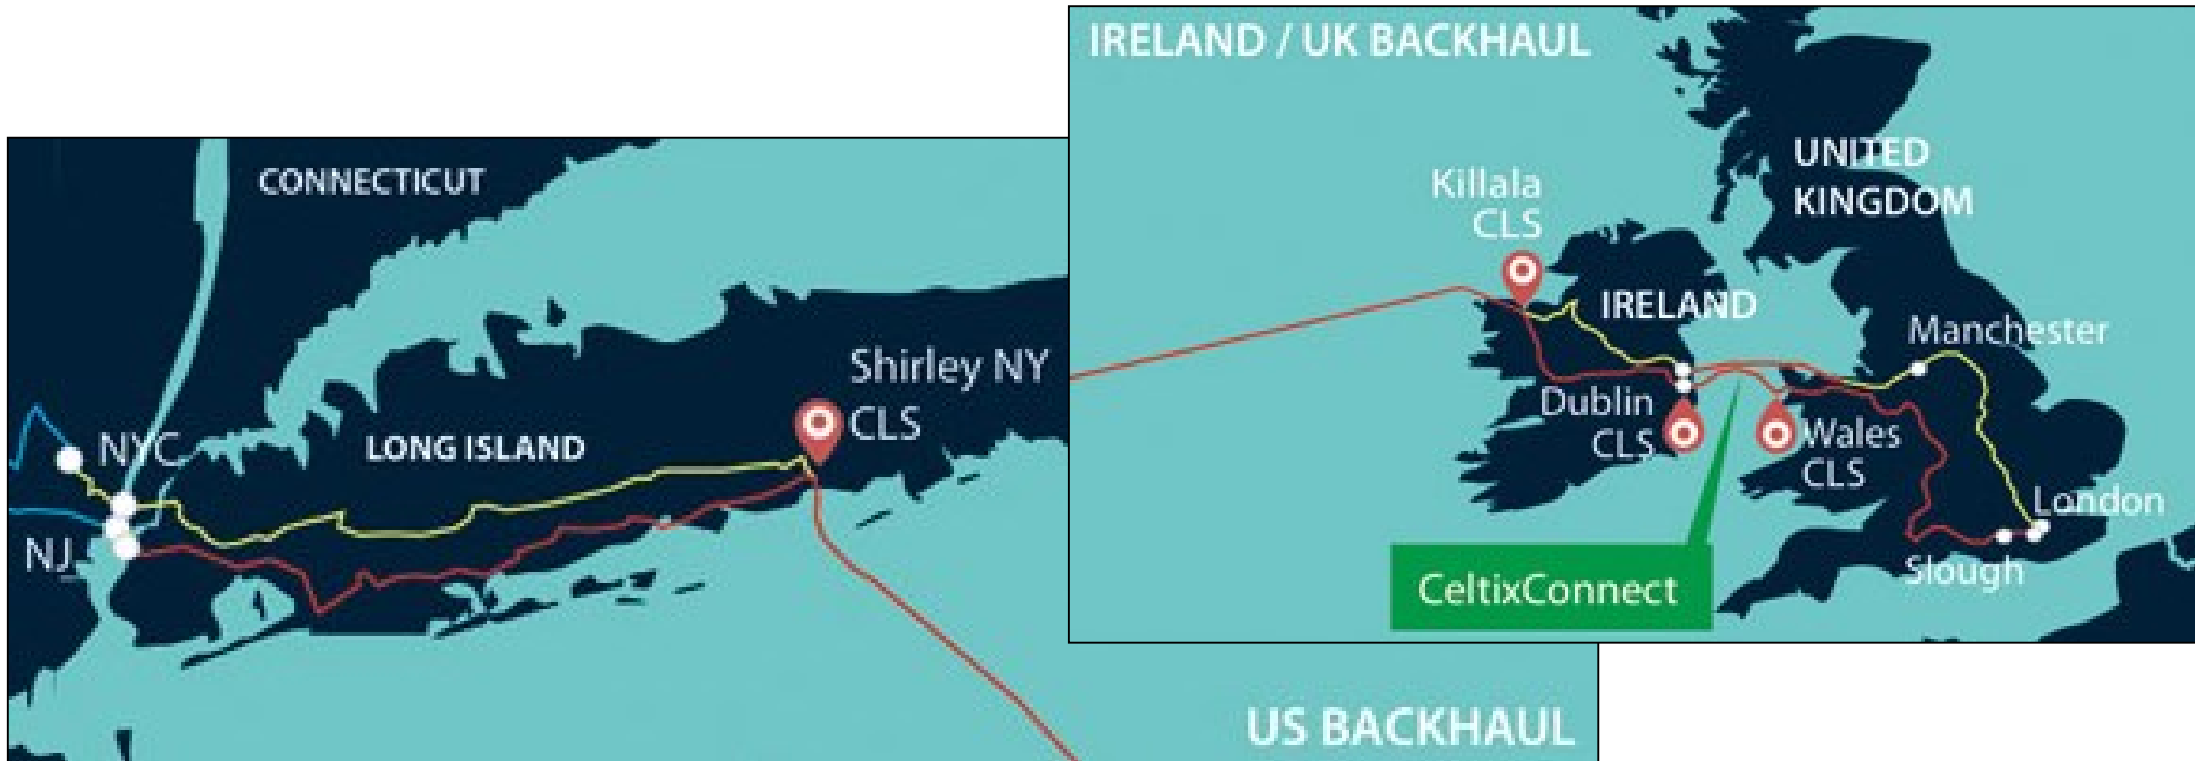 CONNECTICUT
NYC
NJ
LONG ISLAND
Shirley NY
CLS
US BACKHAUL
IRELAND / UK BACKHAUL
UNITED
KINGDOM
Killala
CLS
IRELAND
Manchester
Dublin
CLS
Wales
CLS
London
Slough
CeltixConnect